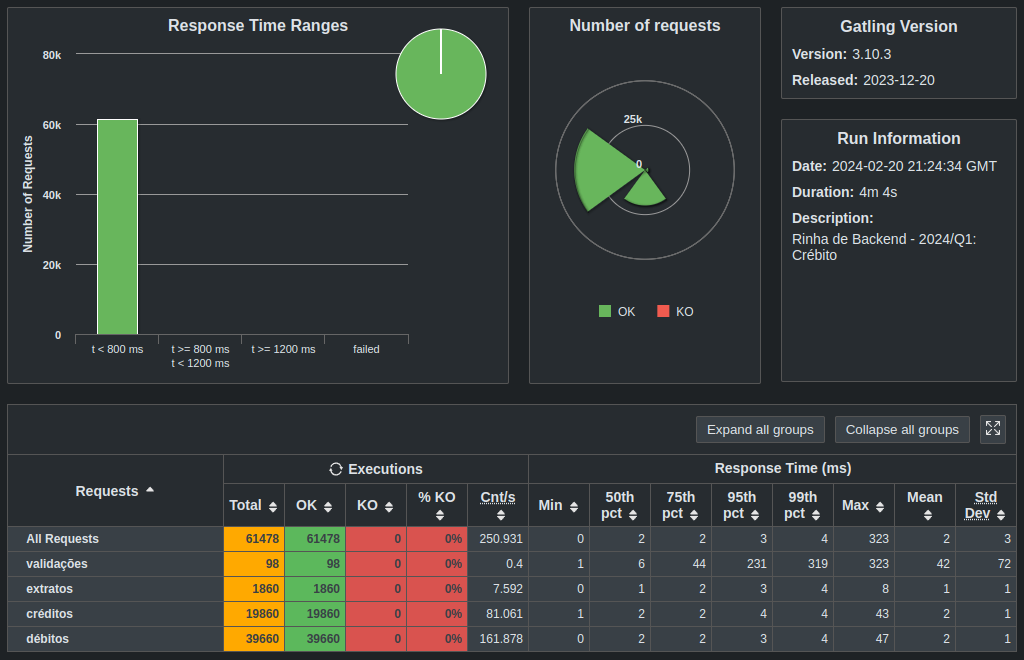 Response Time Ranges
80k
60k
40k
20k
0
Number of Requests
t < 800 ms
t >= 800 ms
t < 1200 ms
t >= 1200 ms
failed
Number of requests
25k
0
OK KO
Gatling Version
Version: 3.10.3
Released: 2023-12-20
Run Information
Date: 2024-02-20 21:24:34 GMT
Duration: 4m 4s
Description:
Rinha de Backend - 2024/Q1:
Crébito
Expand all groups Collapse all groups
Requests Executions Response Time (ms)
Total OK KO % KO Cnt/s Min 50th pct 75th pct 95th pct 99th pct Max Mean Std Dev
All Requests 61478 61478 0 0% 250.931 0 2 2 3 4 323 2 3
validações 98 98 0 0% 0.4 1 6 44 231 319 323 42 72
extratos 1860 1860 0 0% 7.592 0 1 2 3 4 8 1 1
créditos 19860 19860 0 0% 81.061 1 2 2 4 4 43 2 1
débitos 39660 39660 0 0% 161.878 0 2 2 3 4 47 2 1